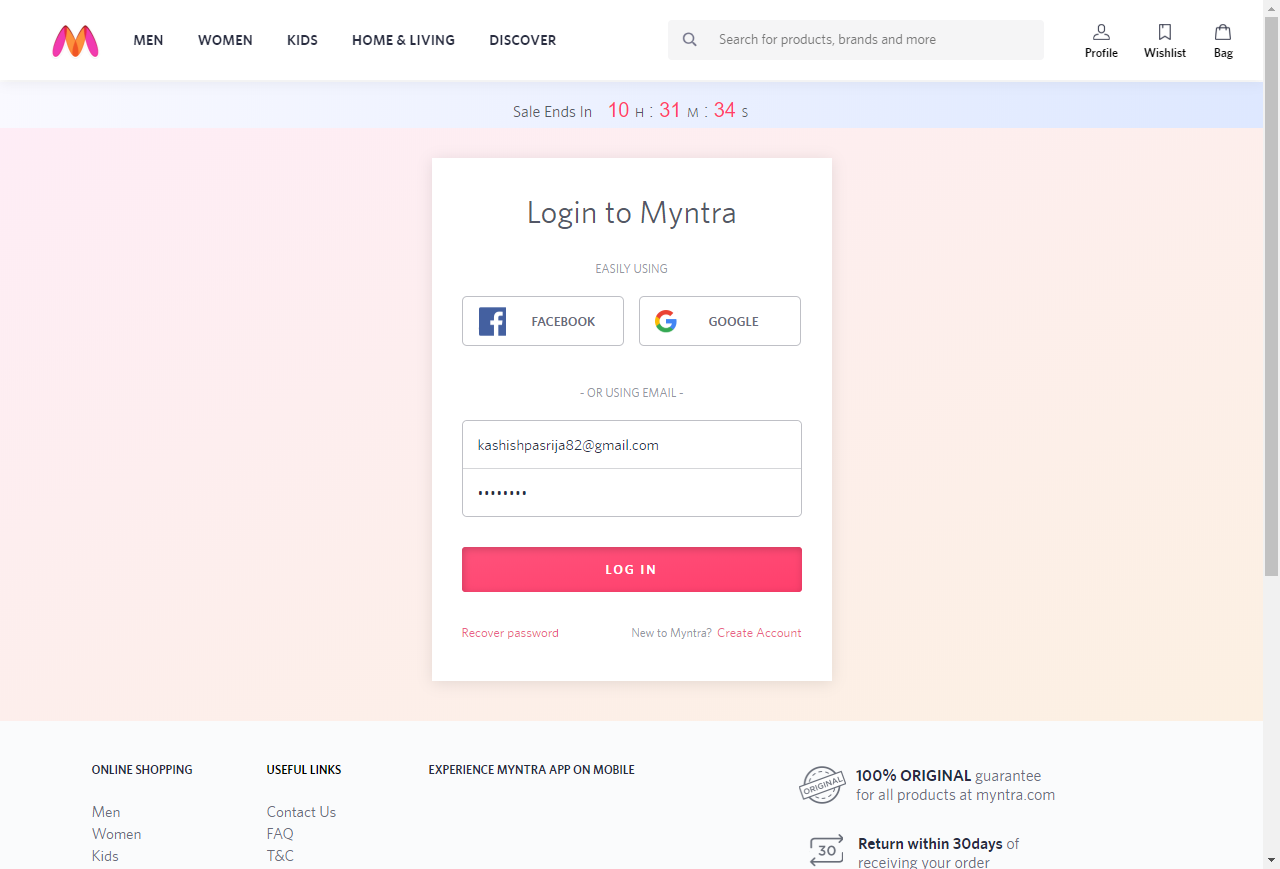 MEN WOMEN KIDS HOME & LIVING DISCOVER Search for products, brands and more Profile Wishlist Bag
Sale Ends In 10 H : 31 M : 34 S
Login to Myntra
EASILY USING
FACEBOOK GOOGLE
- OR USING EMAIL -
kashishpasrija82@gmail.com
••••••••
LOG IN
Recover password New to Myntra? Create Account
ONLINE SHOPPING
Men
Women
Kids
USEFUL LINKS
Contact Us
FAQ
T&C
EXPERIENCE MYNTRA APP ON MOBILE
ORIGINAL
100% ORIGINAL guarantee
for all products at myntra.com
30
Return within 30days of
receiving your order